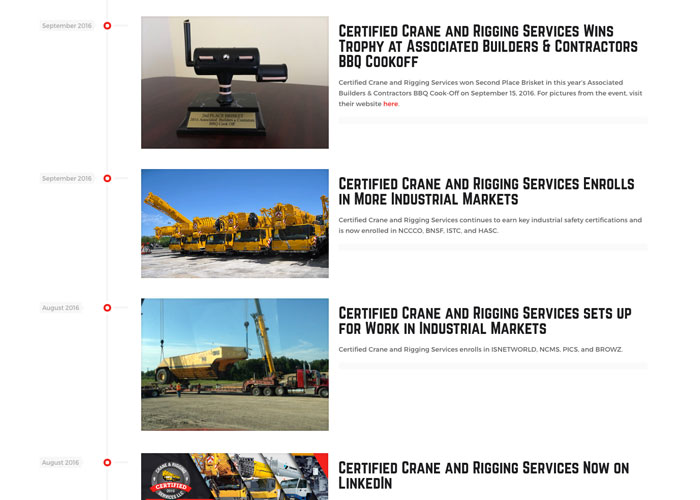 September 2016
Certified Crane and Rigging Services Wins
Trophy at Associated Builders & Contractors
BBQ Cookoff
Certified Crane and Rigging Services won Second Place Brisket in this year's Associated
Builders & Contractors BBQ Cook-Off on September 15, 2016. For pictures from the event, visit
their website here.
2nd PLACE BRISKET
2016 Associated Builders & Contractors
BBQ Cook-Off
September 2016
Certified Crane and Rigging Services Enrolls
in More Industrial Markets
Certified Crane and Rigging Services continues to earn key industrial safety certifications and
is now enrolled in NCCCO, BNSF, ISTC, and HASC.
August 2016
Certified Crane and Rigging Services sets up
for Work in Industrial Markets
Certified Crane and Rigging Services enrolls in ISNETWORLD, NCMS, PICS, and BROWZ.
August 2016
Certified Crane and Rigging Services Now on
LinkedIn
CRANE & RIGGING
CERTIFIED
SERVICES LLC